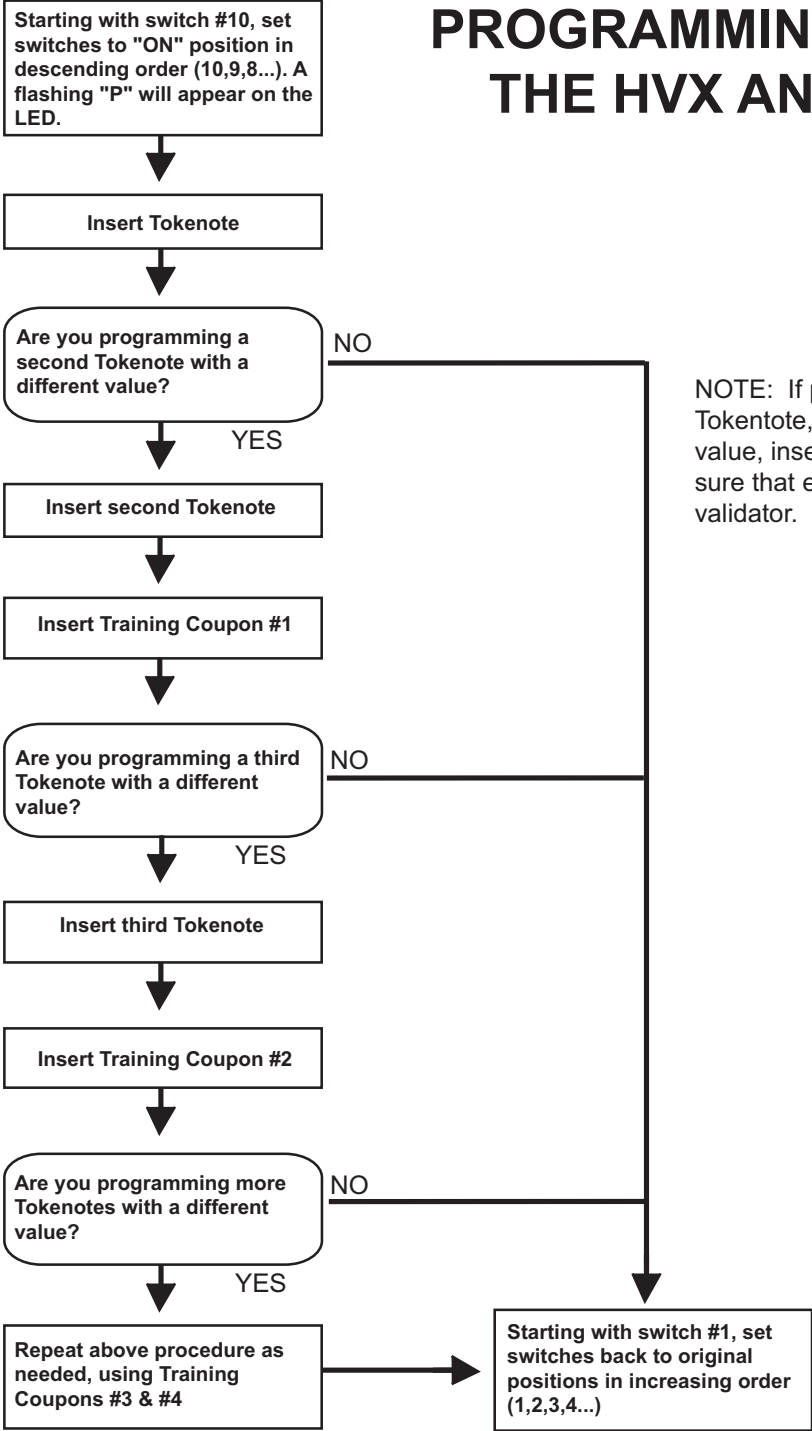 PROGRAMMIN
THE HVX AN
Starting with switch #10, set
switches to "ON" position in
descending order (10,9,8...). A
flashing "P" will appear on the
LED.
Insert Tokenote
Are you programming a
second Tokenote with a
different value?
NO
YES
NOTE: If p
Tokentote,
value, inse
sure that e
validator.
Insert second Tokenote
Insert Training Coupon #1
Are you programming a third
Tokenote with a different
value?
NO
YES
Insert third Tokenote
Insert Training Coupon #2
Are you programming more
Tokenotes with a different
value?
NO
YES
Repeat above procedure as
needed, using Training
Coupons #3 & #4
Starting with switch #1, set
switches back to original
positions in increasing order
(1,2,3,4...)